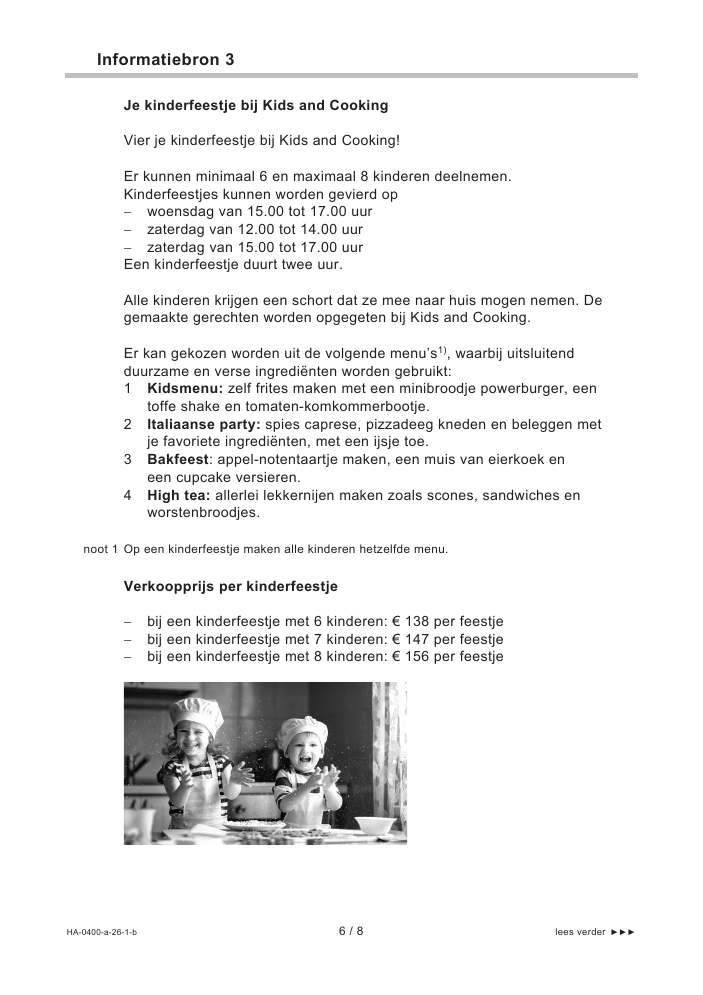 Informatiebron 3
Je kinderfeestje bij Kids and Cooking
Vier je kinderfeestje bij Kids and Cooking!
Er kunnen minimaal 6 en maximaal 8 kinderen deelnemen.
Kinderfeestjes kunnen worden gevierd op
– woensdag van 15.00 tot 17.00 uur
– zaterdag van 12.00 tot 14.00 uur
– zaterdag van 15.00 tot 17.00 uur
Een kinderfeestje duurt twee uur.
Alle kinderen krijgen een schort dat ze mee naar huis mogen nemen. De
gemaakte gerechten worden opgegeten bij Kids and Cooking.
Er kan gekozen worden uit de volgende menu's1), waarbij uitsluitend
duurzame en verse ingrediënten worden gebruikt:
1 Kidsmenu: zelf frites maken met een minibroodje powerburger, een
toffe shake en tomaten-komkommerbootje.
2 Italiaanse party: spies caprese, pizzadeeg kneden en beleggen met
je favoriete ingrediënten, met een ijsje toe.
3 Bakfeest: appel-notentaartje maken, een muis van eierkoek en
een cupcake versieren.
4 High tea: allerlei lekkernijen maken zoals scones, sandwiches en
worstenbroodjes.
noot 1 Op een kinderfeestje maken alle kinderen hetzelfde menu.
Verkoopprijs per kinderfeestje
– bij een kinderfeestje met 6 kinderen: € 138 per feestje
– bij een kinderfeestje met 7 kinderen: € 147 per feestje
– bij een kinderfeestje met 8 kinderen: € 156 per feestje
HA-0400-a-26-1-b
6 / 8
lees verder ►►►